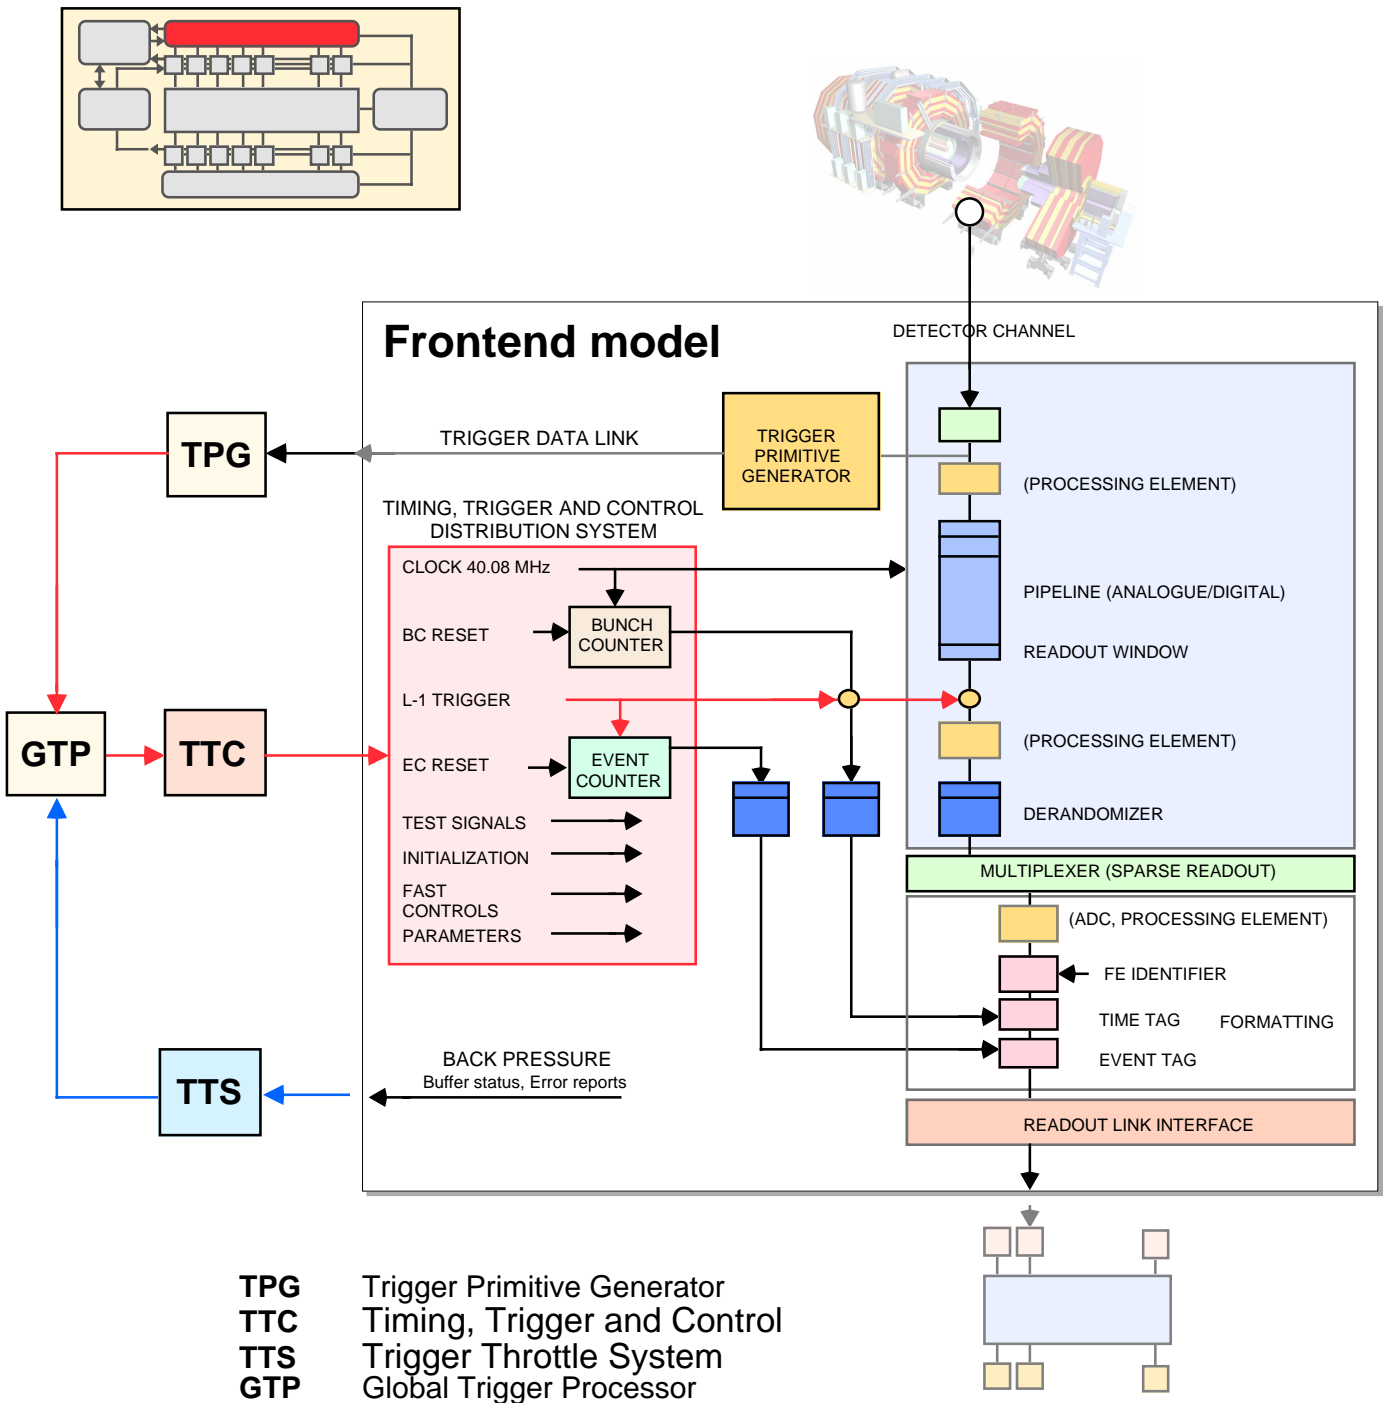 Frontend model
DETECTOR CHANNEL
TPG
TRIGGER DATA LINK
TRIGGER
PRIMITIVE
GENERATOR
(PROCESSING ELEMENT)
TIMING, TRIGGER AND CONTROL
DISTRIBUTION SYSTEM
CLOCK 40.08 MHz
PIPELINE (ANALOGUE/DIGITAL)
BC RESET
BUNCH
COUNTER
READOUT WINDOW
L-1 TRIGGER
GTP
TTC
(PROCESSING ELEMENT)
EC RESET
EVENT
COUNTER
DERANDOMIZER
TEST SIGNALS
INITIALIZATION
FAST
CONTROLS
PARAMETERS
MULTIPLEXER (SPARSE READOUT)
(ADC, PROCESSING ELEMENT)
FE IDENTIFIER
TIME TAG
FORMATTING
EVENT TAG
TTS
BACK PRESSURE
Buffer status, Error reports
READOUT LINK INTERFACE
TPG Trigger Primitive Generator
TTC Timing, Trigger and Control
TTS Trigger Throttle System
GTP Global Trigger Processor